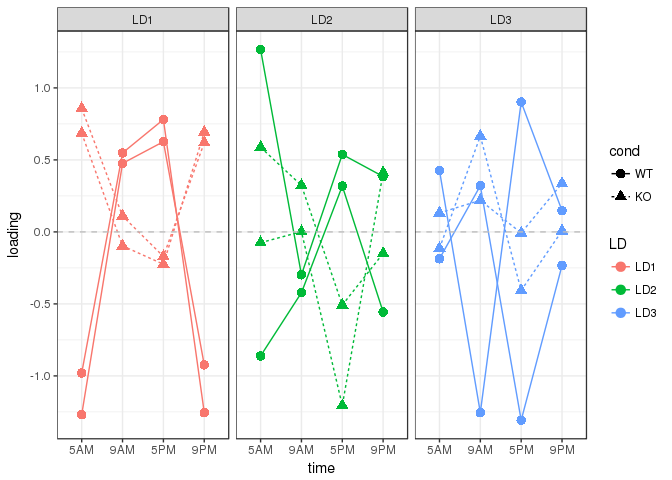 LD1 LD2 LD3
1.0
0.5
0.0
-0.5
-1.0
loading
5AM 9AM 5PM 9PM 5AM 9AM 5PM 9PM 5AM 9AM 5PM 9PM
time
cond
WT
KO
LD
LD1
LD2
LD3